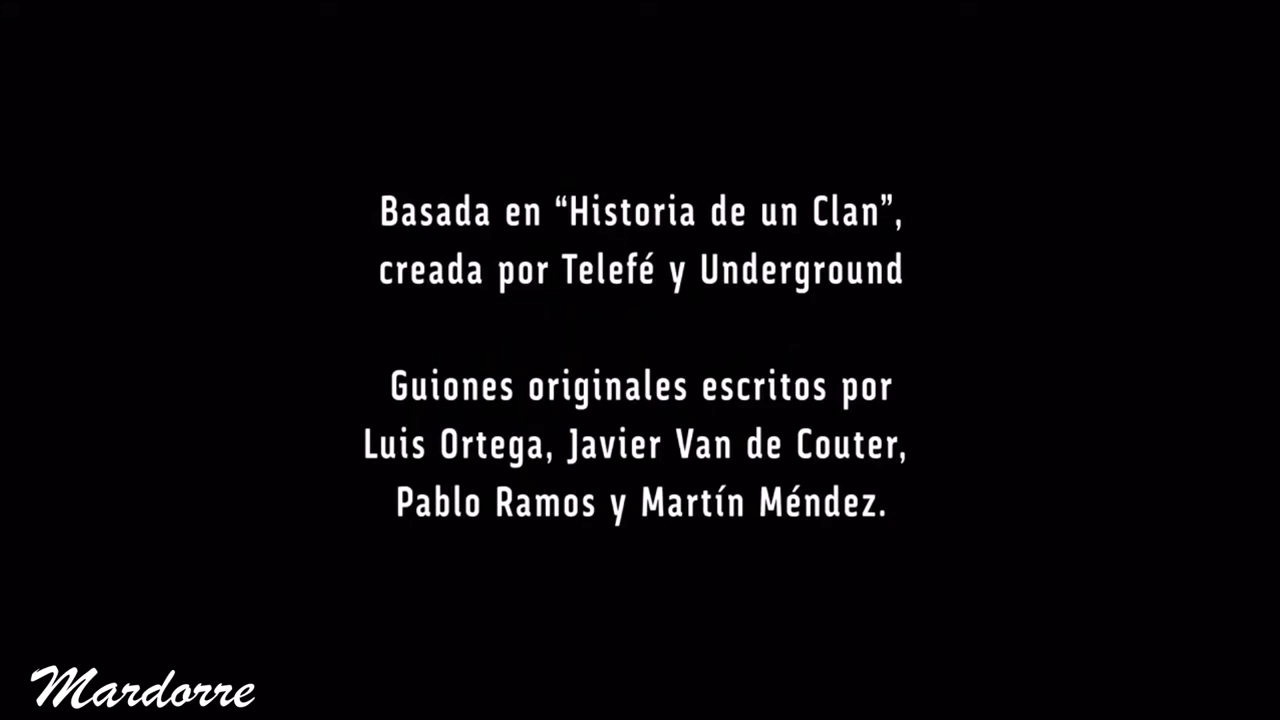 Basada en “Historia de un Clan”,
creada por Telefé y Underground
Guiones originales escritos por
Luis Ortega, Javier Van de Couter,
Pablo Ramos y Martín Méndez.
Mardorre